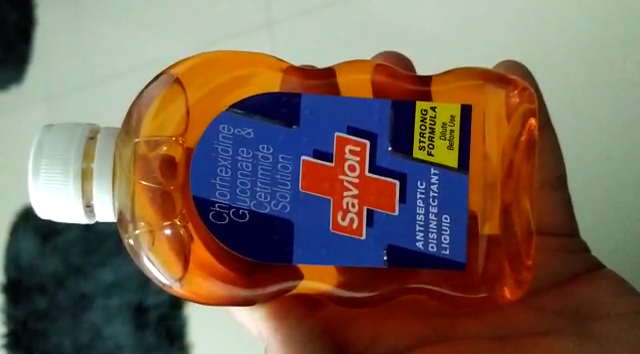 Chlorhexidine
Gluconate &
Cetrimide
Solution
Savlon
STRONG
FORMULA
Dilute
Before Use
ANTISEPTIC
DISINFECTANT
LIQUID